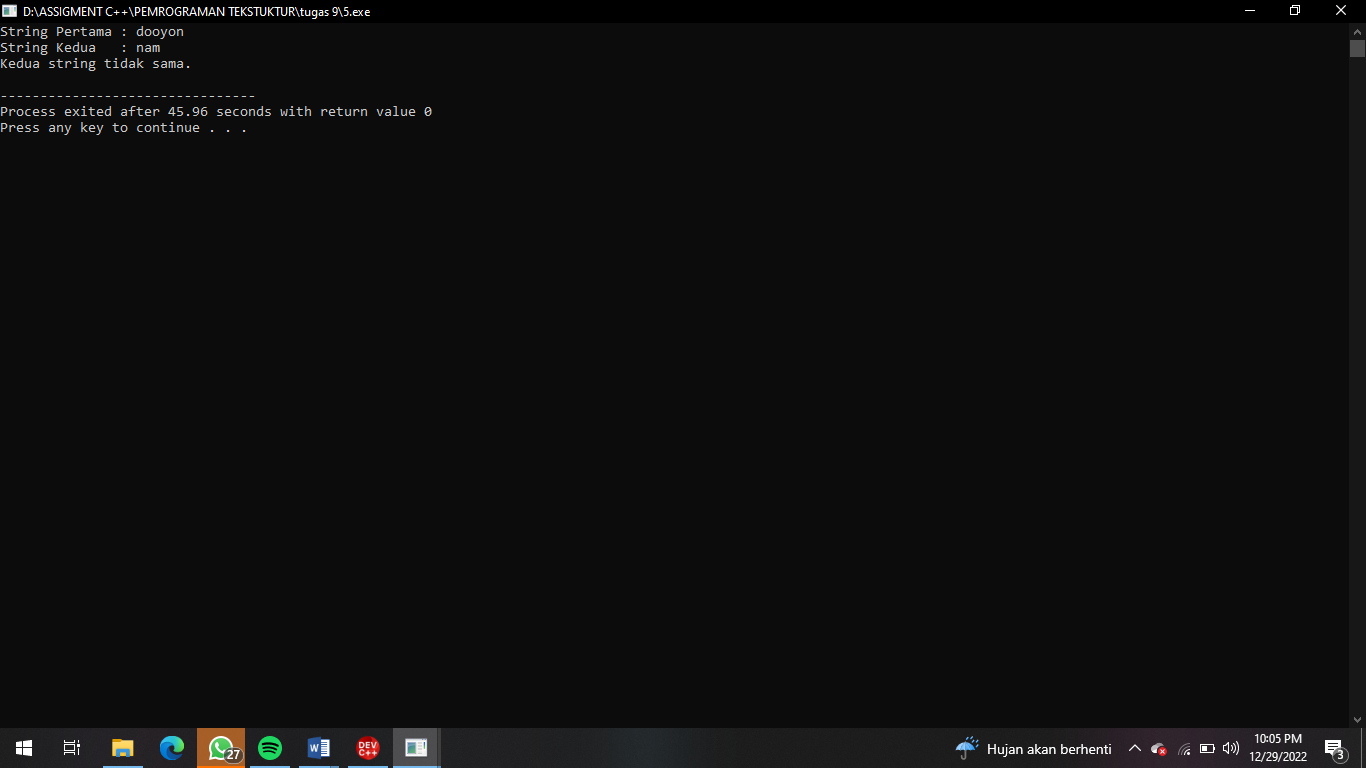 D:\ASSIGMENT C++\PEMROGRAMAN TEKSTUKTUR\tugas 9\5.exe
String Pertama : dooyon
String Kedua   : nam
Kedua string tidak sama.
--------------------------------
Process exited after 45.96 seconds with return value 0
Press any key to continue . . .
27
W
DEV
C++
Hujan akan berhenti
10:05 PM
12/29/2022
3